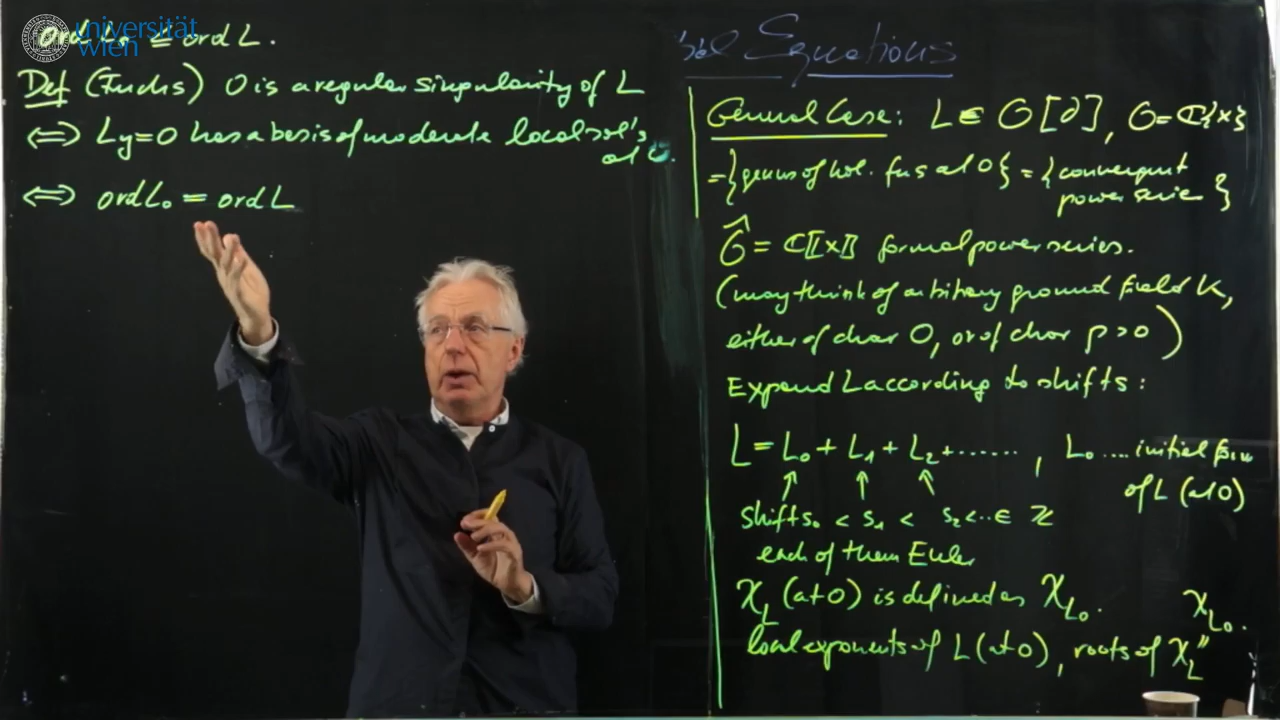 universität
wien
ord L₀ ≤ ord L.
Def (Fuchs) 0 is a regular singularity of L
⟺ Ly=0 has a basis of moderate local sol's
at 0.
⟺ ord L₀ = ord L
Equations
General Case: L ∈ O[∂], O = ℂ{x}
= {germs of hol. fns at 0} = {convergent
power series}
Ô = ℂ[[x]] formal power series.
(may think of arbitrary ground field K,
either of char 0, or of char p>0)
Expand L according to shifts:
L = L₀ + L₁ + L₂ + ......, L₀ .... initial form
of L (at 0)
↑ ↑ ↑
shift s₀ < s₁ < s₂ < .. ∈ ℤ
each of them Euler
χ_L (at 0) is defined as χ_L₀.
χ_L₀.
local exponents of L (at 0), roots of χ_L"